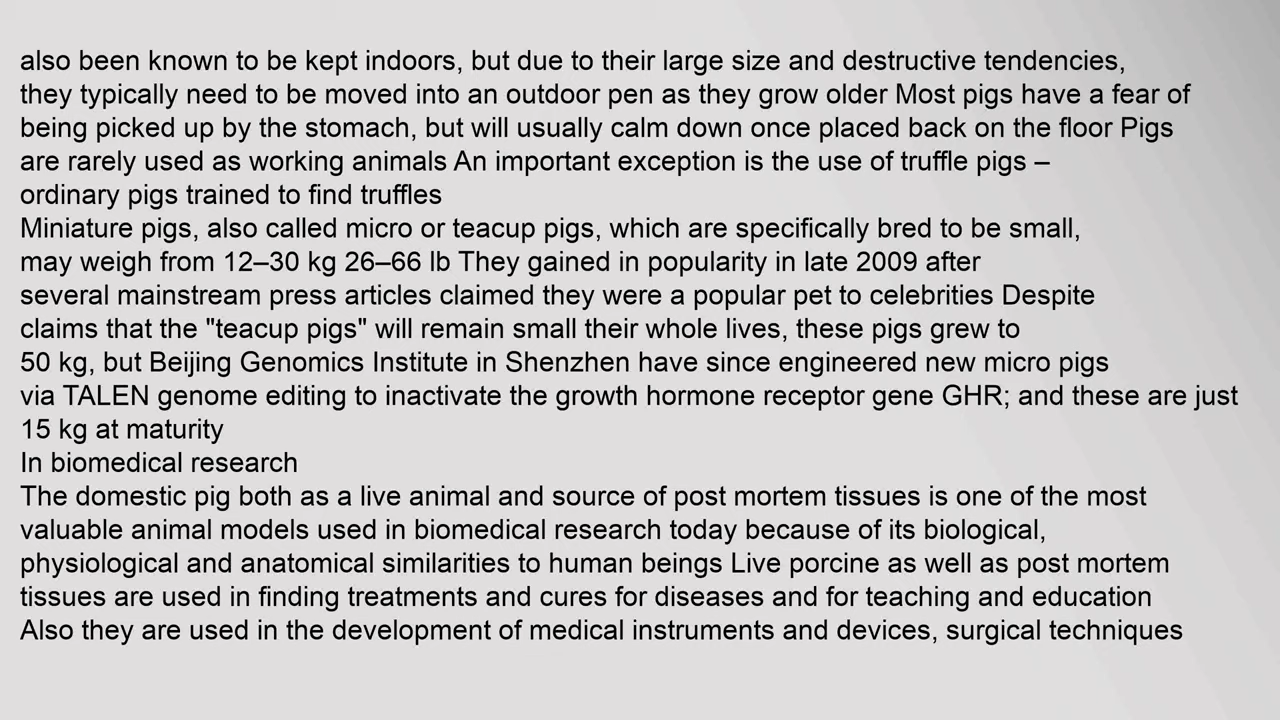 also been known to be kept indoors, but due to their large size and destructive tendencies,
they typically need to be moved into an outdoor pen as they grow older Most pigs have a fear of
being picked up by the stomach, but will usually calm down once placed back on the floor Pigs
are rarely used as working animals An important exception is the use of truffle pigs –
ordinary pigs trained to find truffles
Miniature pigs, also called micro or teacup pigs, which are specifically bred to be small,
may weigh from 12–30 kg 26–66 lb They gained in popularity in late 2009 after
several mainstream press articles claimed they were a popular pet to celebrities Despite
claims that the "teacup pigs" will remain small their whole lives, these pigs grew to
50 kg, but Beijing Genomics Institute in Shenzhen have since engineered new micro pigs
via TALEN genome editing to inactivate the growth hormone receptor gene GHR; and these are just
15 kg at maturity
In biomedical research
The domestic pig both as a live animal and source of post mortem tissues is one of the most
valuable animal models used in biomedical research today because of its biological,
physiological and anatomical similarities to human beings Live porcine as well as post mortem
tissues are used in finding treatments and cures for diseases and for teaching and education
Also they are used in the development of medical instruments and devices, surgical techniques